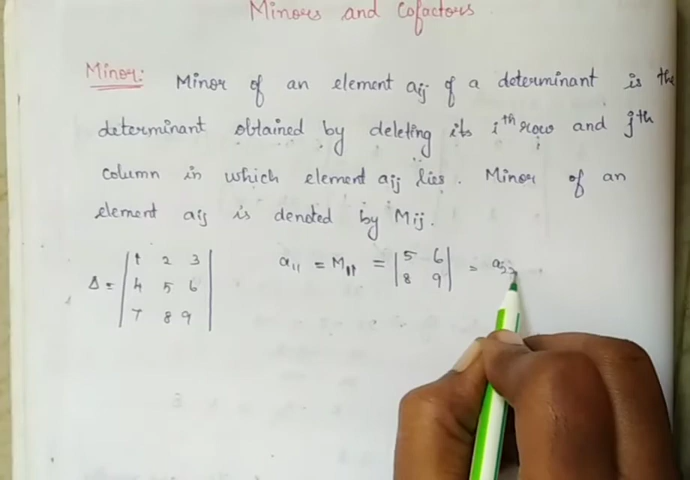 Minors and Cofactors
Minor: Minor of an element aij of a determinant is the
determinant obtained by deleting its ith row and jth
column in which element aij lies. Minor of an
element aij is denoted by Mij.
Δ = | 1 2 3 | a11 = M11 = | 5 6 | =
| 4 5 6 | | 8 9 |
| 7 8 9 |